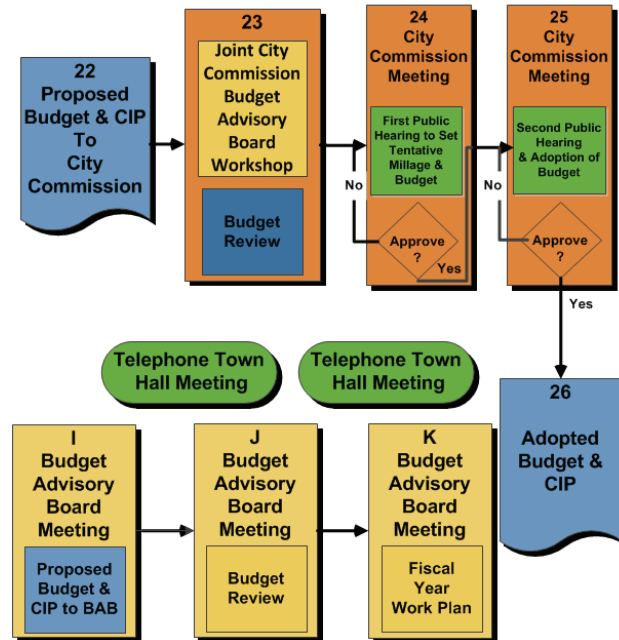 22
Proposed
Budget & CIP
To
City
Commission
23
Joint City
Commission
Budget
Advisory
Board
Workshop
Budget
Review
24
City
Commission
Meeting
First Public
Hearing to Set
Tentative
Millage &
Budget
No
Approve
?
Yes
25
City
Commission
Meeting
Second Public
Hearing
& Adoption of
Budget
No
Approve
?
Yes
Telephone Town
Hall Meeting
Telephone Town
Hall Meeting
26
Adopted
Budget &
CIP
I
Budget
Advisory
Board
Meeting
Proposed
Budget &
CIP to BAB
J
Budget
Advisory
Board
Meeting
Budget
Review
K
Budget
Advisory
Board
Meeting
Fiscal
Year
Work Plan